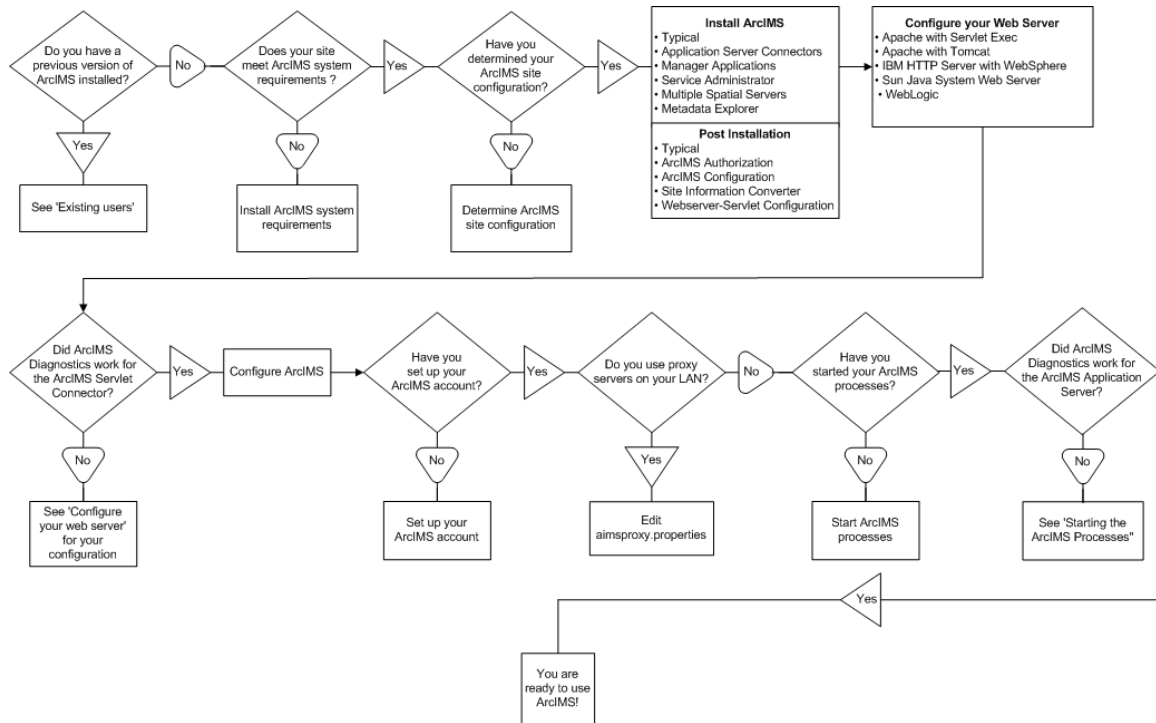 Do you have a
previous version of
ArcIMS installed?
No
Does your site
meet ArcIMS system
requirements ?
Yes
Have you
determined your
ArcIMS site
configuration?
Yes
Install ArcIMS
• Typical
• Application Server Connectors
• Manager Applications
• Service Administrator
• Multiple Spatial Servers
• Metadata Explorer
Configure your Web Server
• Apache with Servlet Exec
• Apache with Tomcat
• IBM HTTP Server with WebSphere
• Sun Java System Web Server
• WebLogic
Yes
No
No
Post Installation
• Typical
• ArcIMS Authorization
• ArcIMS Configuration
• Site Information Converter
• Webserver-Servlet Configuration
See 'Existing users'
Install ArcIMS system
requirements
Determine ArcIMS
site configuration
Did ArcIMS
Diagnostics work for
the ArcIMS Servlet
Connector?
Yes
Configure ArcIMS
Have you
set up your
ArcIMS account?
Yes
Do you use proxy
servers on your LAN?
No
Have you
started your ArcIMS
processes?
Yes
Did ArcIMS
Diagnostics work for
the ArcIMS Application
Server?
No
No
Yes
No
No
See 'Configure
your web server'
for your
configuration
Set up your
ArcIMS account
Edit
aimsproxy.properties
Start ArcIMS
processes
See 'Starting the
ArcIMS Processes"
Yes
You are
ready to use
ArcIMS!